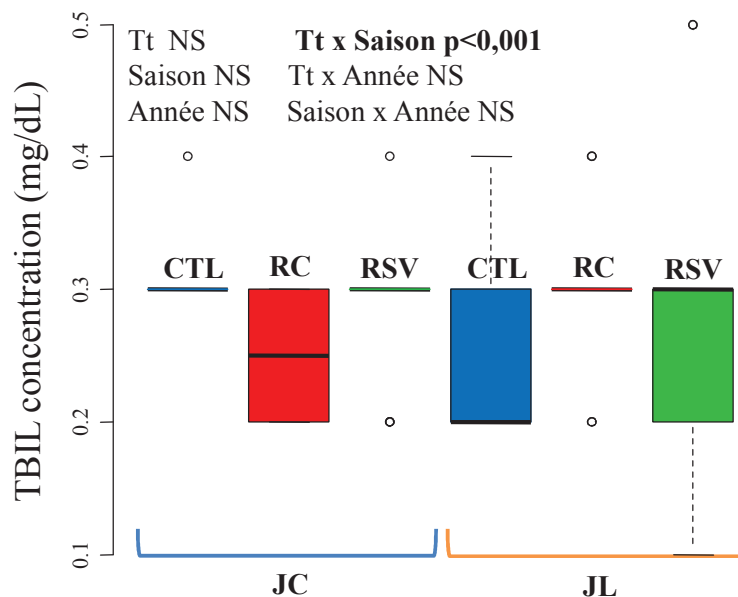 0.5
Tt NS Tt x Saison p<0,001
Saison NS Tt x Année NS
Année NS Saison x Année NS
TBIL concentration (mg/dL)
0.4
CTL RC RSV CTL RC RSV
0.3
0.2
0.1
JC JL